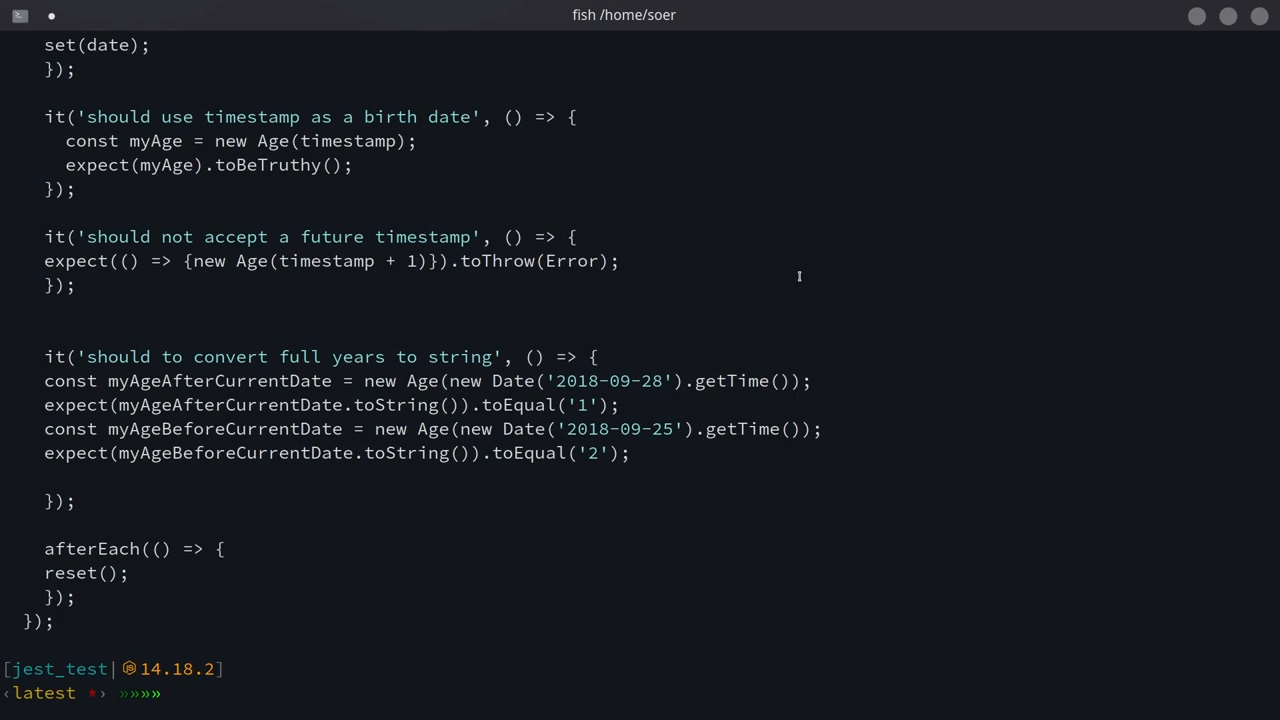 fish /home/soer
set(date);
});
it('should use timestamp as a birth date', () => {
const myAge = new Age(timestamp);
expect(myAge).toBeTruthy();
});
it('should not accept a future timestamp', () => {
expect(() => {new Age(timestamp + 1)}).toThrow(Error);
});
it('should to convert full years to string', () => {
const myAgeAfterCurrentDate = new Age(new Date('2018-09-28').getTime());
expect(myAgeAfterCurrentDate.toString()).toEqual('1');
const myAgeBeforeCurrentDate = new Age(new Date('2018-09-25').getTime());
expect(myAgeBeforeCurrentDate.toString()).toEqual('2');
});
afterEach(() => {
reset();
});
});
[jest_test|14.18.2]
‹latest *› »»»»